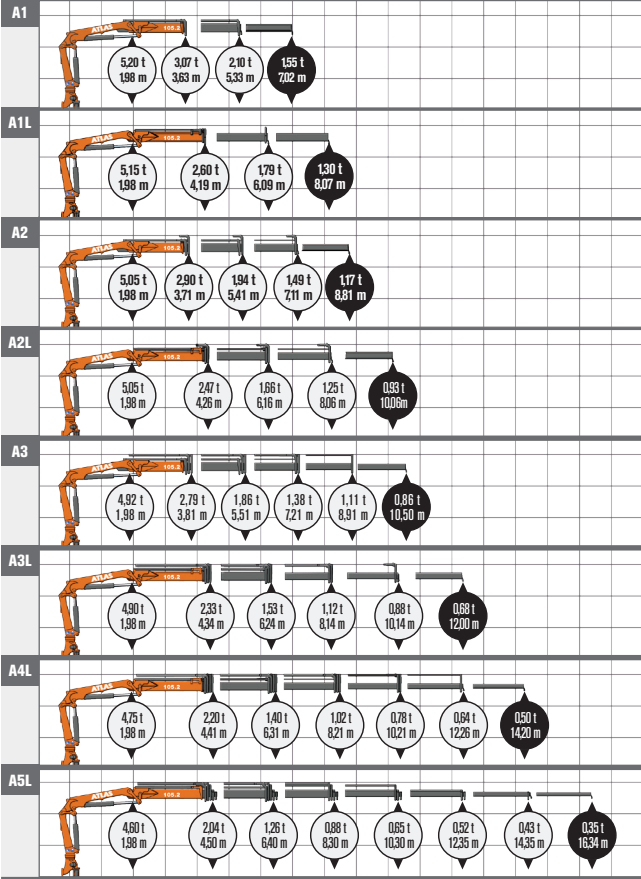 A1
ATLAS 105.2
5,20 t 3,07 t 2,10 t 1,55 t
1,98 m 3,63 m 5,33 m 7,02 m
A1L
ATLAS 105.2
5,15 t 2,60 t 1,79 t 1,30 t
1,98 m 4,19 m 6,09 m 8,07 m
A2
ATLAS 105.2
5,05 t 2,90 t 1,94 t 1,49 t 1,17 t
1,98 m 3,71 m 5,41 m 7,11 m 8,81 m
A2L
ATLAS 105.2
5,05 t 2,47 t 1,66 t 1,25 t 0,93 t
1,98 m 4,26 m 6,16 m 8,06 m 10,06m
A3
ATLAS 105.2
4,92 t 2,79 t 1,86 t 1,38 t 1,11 t 0,86 t
1,98 m 3,81 m 5,51 m 7,21 m 8,91 m 10,50 m
A3L
ATLAS 105.2
4,90 t 2,33 t 1,53 t 1,12 t 0,88 t 0,68 t
1,98 m 4,34 m 6,24 m 8,14 m 10,14 m 12,00 m
A4L
ATLAS 105.2
4,75 t 2,20 t 1,40 t 1,02 t 0,78 t 0,64 t 0,50 t
1,98 m 4,41 m 6,31 m 8,21 m 10,21 m 12,26 m 14,20 m
A5L
ATLAS 105.2
4,60 t 2,04 t 1,26 t 0,88 t 0,65 t 0,52 t 0,43 t 0,35 t
1,98 m 4,50 m 6,40 m 8,30 m 10,30 m 12,35 m 14,35 m 16,34 m